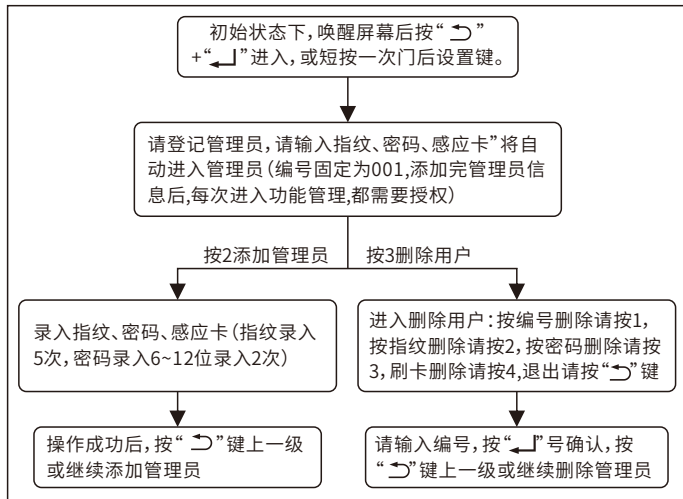 初始状态下，唤醒屏幕后按“⮌”
+“↵”进入，或短按一次门后设置键。
请登记管理员，请输入指纹、密码、感应卡”将自
动进入管理员（编号固定为001,添加完管理员信
息后,每次进入功能管理,都需要授权）
按2添加管理员
按3删除用户
录入指纹、密码、感应卡（指纹录入
5次，密码录入6~12位录入2次）
进入删除用户：按编号删除请按1，
按指纹删除请按2，按密码删除请按
3，刷卡删除请按4,退出请按“⮌”键
操作成功后，按“⮌”键上一级
或继续添加管理员
请输入编号，按“↵”号确认，按
“⮌”键上一级或继续删除管理员